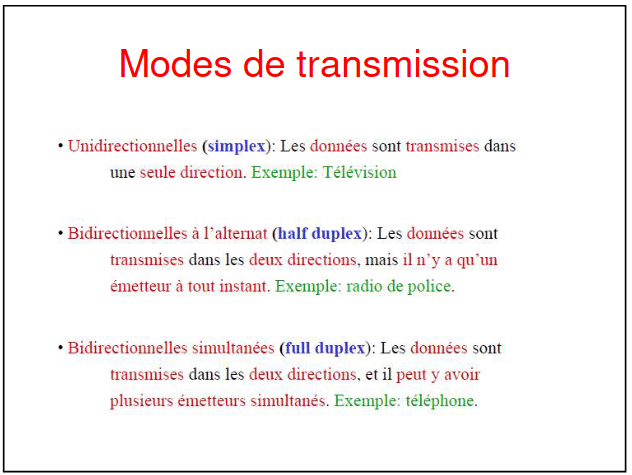 Modes de transmission
• Unidirectionnelles (simplex): Les données sont transmises dans
une seule direction. Exemple: Télévision
• Bidirectionnelles à l'alternat (half duplex): Les données sont
transmises dans les deux directions, mais il n'y a qu'un
émetteur à tout instant. Exemple: radio de police.
• Bidirectionnelles simultanées (full duplex): Les données sont
transmises dans les deux directions, et il peut y avoir
plusieurs émetteurs simultanés. Exemple: téléphone.